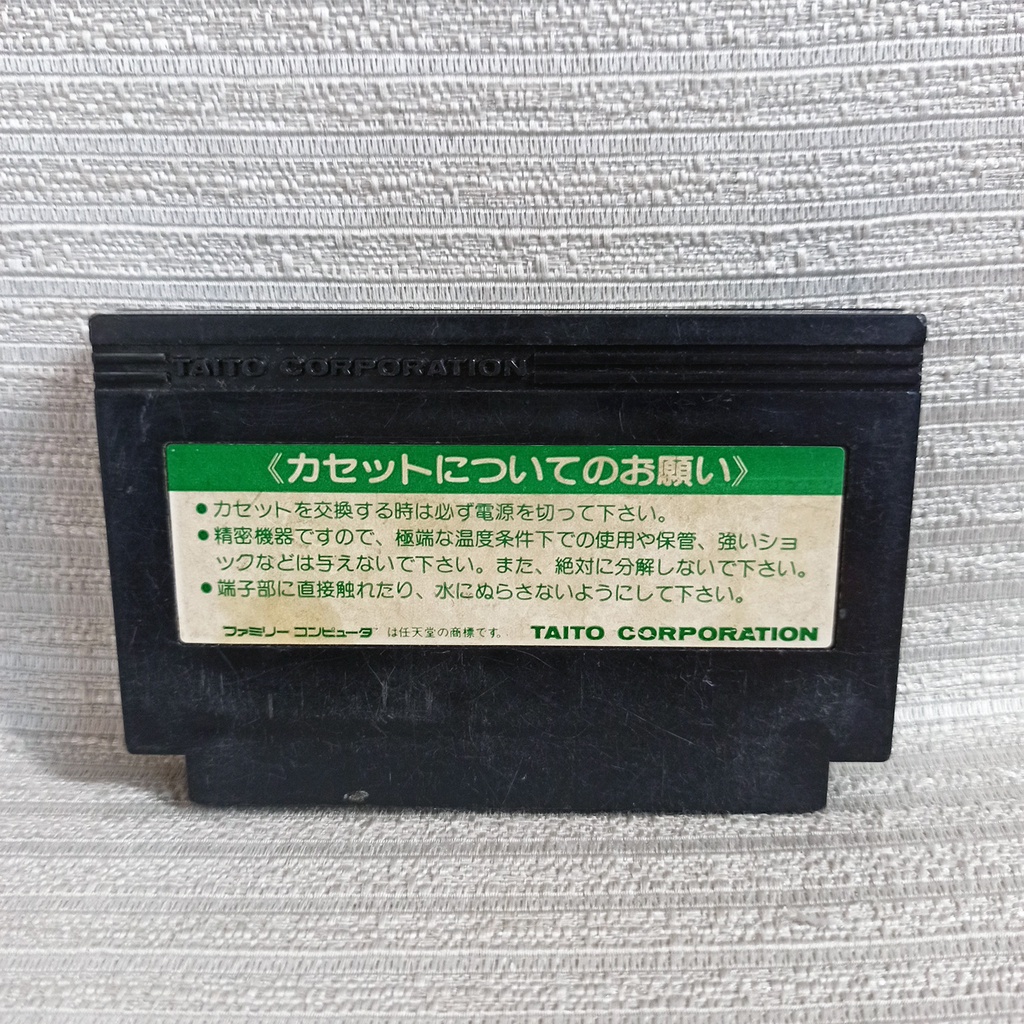 TAITO CORPORATION
《カセットについてのお願い》
●カセットを交換する時は必ず電源を切って下さい。
●精密機器ですので、極端な温度条件下での使用や保管、強いショ
ックなどは与えないで下さい。また、絶対に分解しないで下さい。
●端子部に直接触れたり、水にぬらさないようにして下さい。
ファミリーコンピュータ™は任天堂の商標です。 TAITO CORPORATION